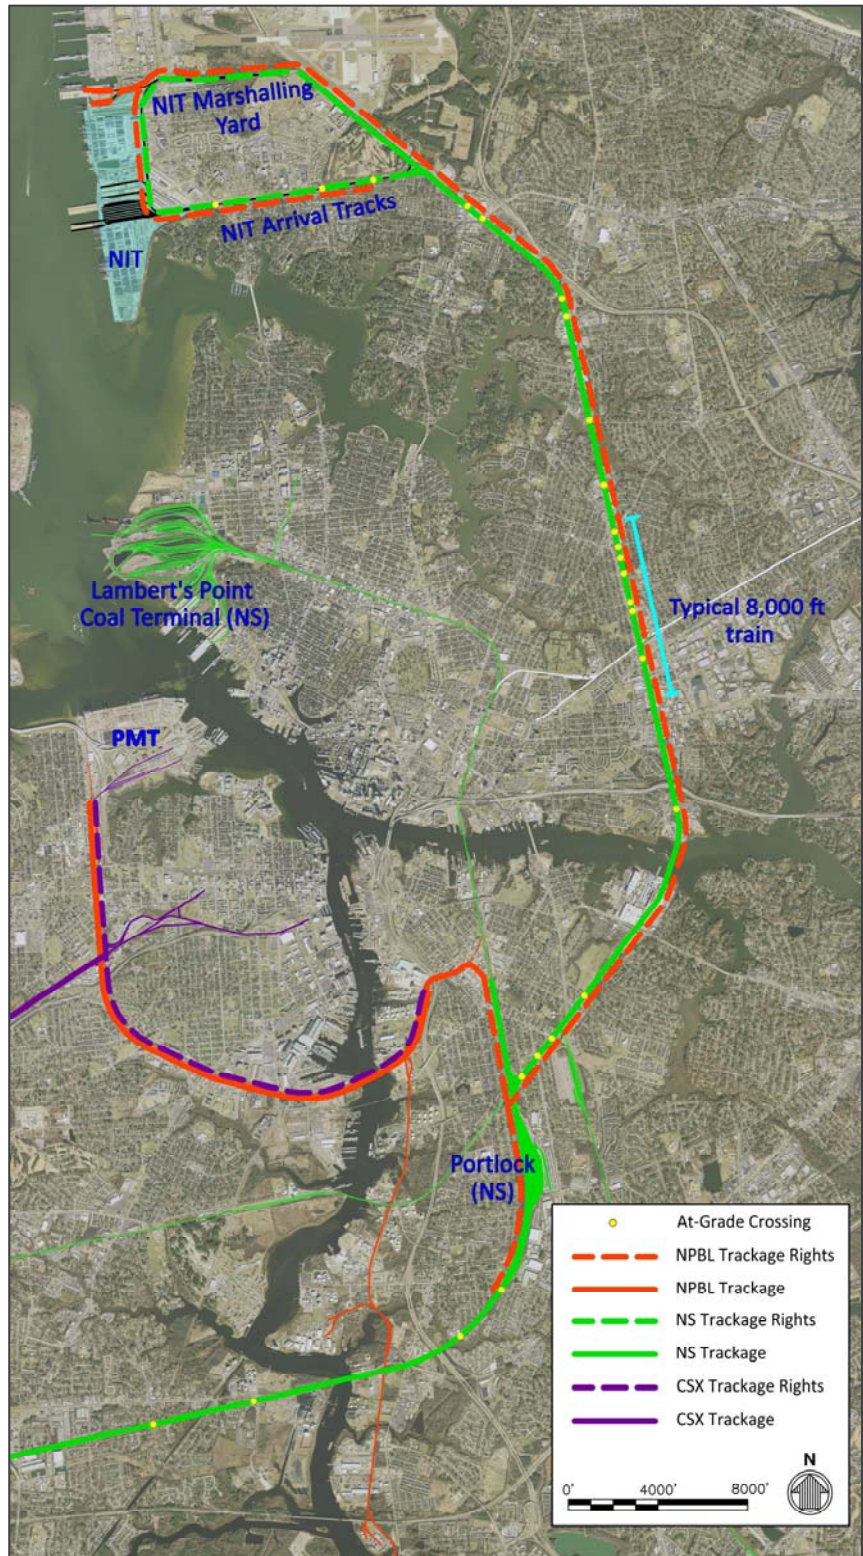 NIT Marshalling
Yard
NIT Arrival Tracks
NIT
Lambert's Point
Coal Terminal (NS)
Typical 8,000 ft
train
PMT
Portlock
(NS)
At-Grade Crossing
NPBL Trackage Rights
NPBL Trackage
NS Trackage Rights
NS Trackage
CSX Trackage Rights
CSX Trackage
N
0' 4000' 8000'